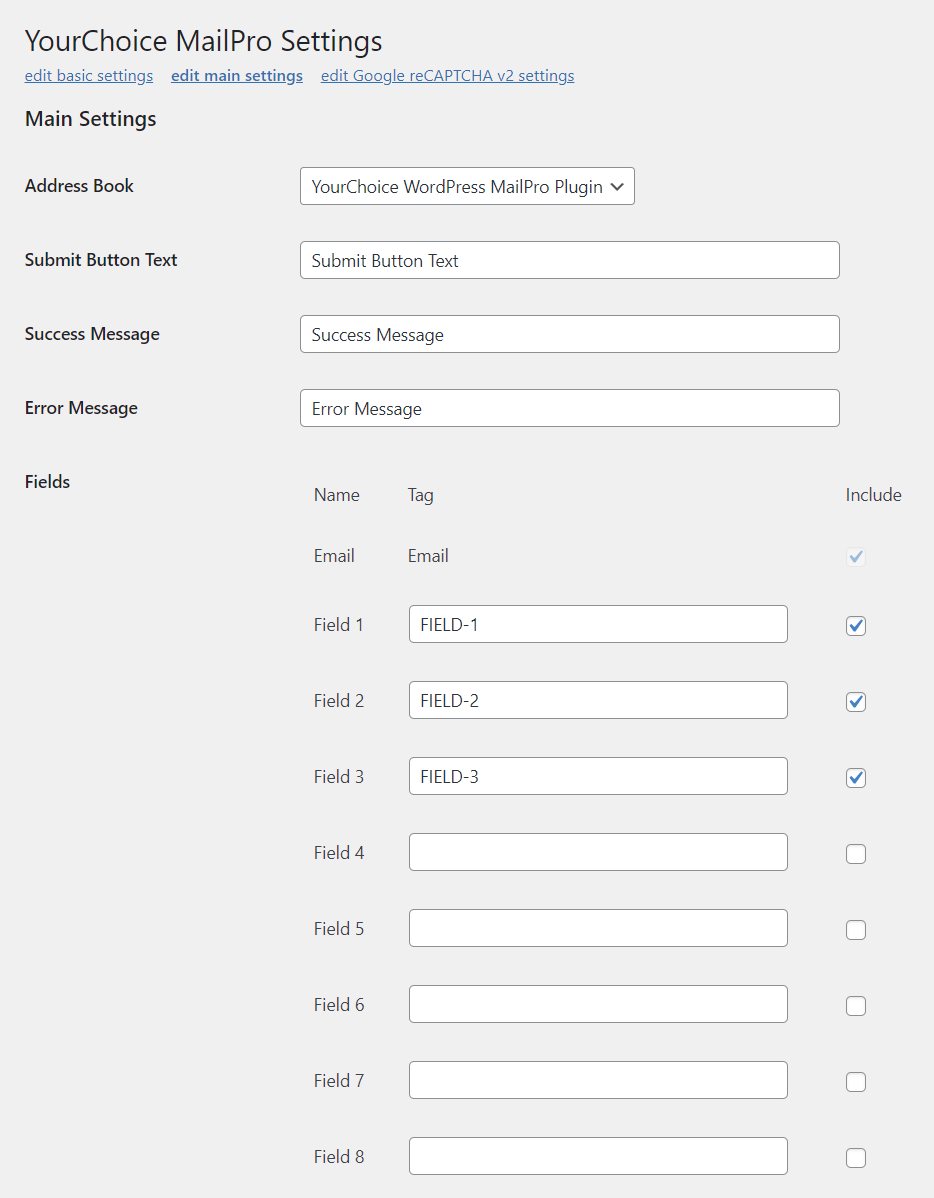 YourChoice MailPro Settings
edit basic settings edit main settings edit Google reCAPTCHA v2 settings
Main Settings
Address Book YourChoice WordPress MailPro Plugin
Submit Button Text Submit Button Text
Success Message Success Message
Error Message Error Message
Fields
Name Tag Include
Email Email
Field 1 FIELD-1
Field 2 FIELD-2
Field 3 FIELD-3
Field 4
Field 5
Field 6
Field 7
Field 8